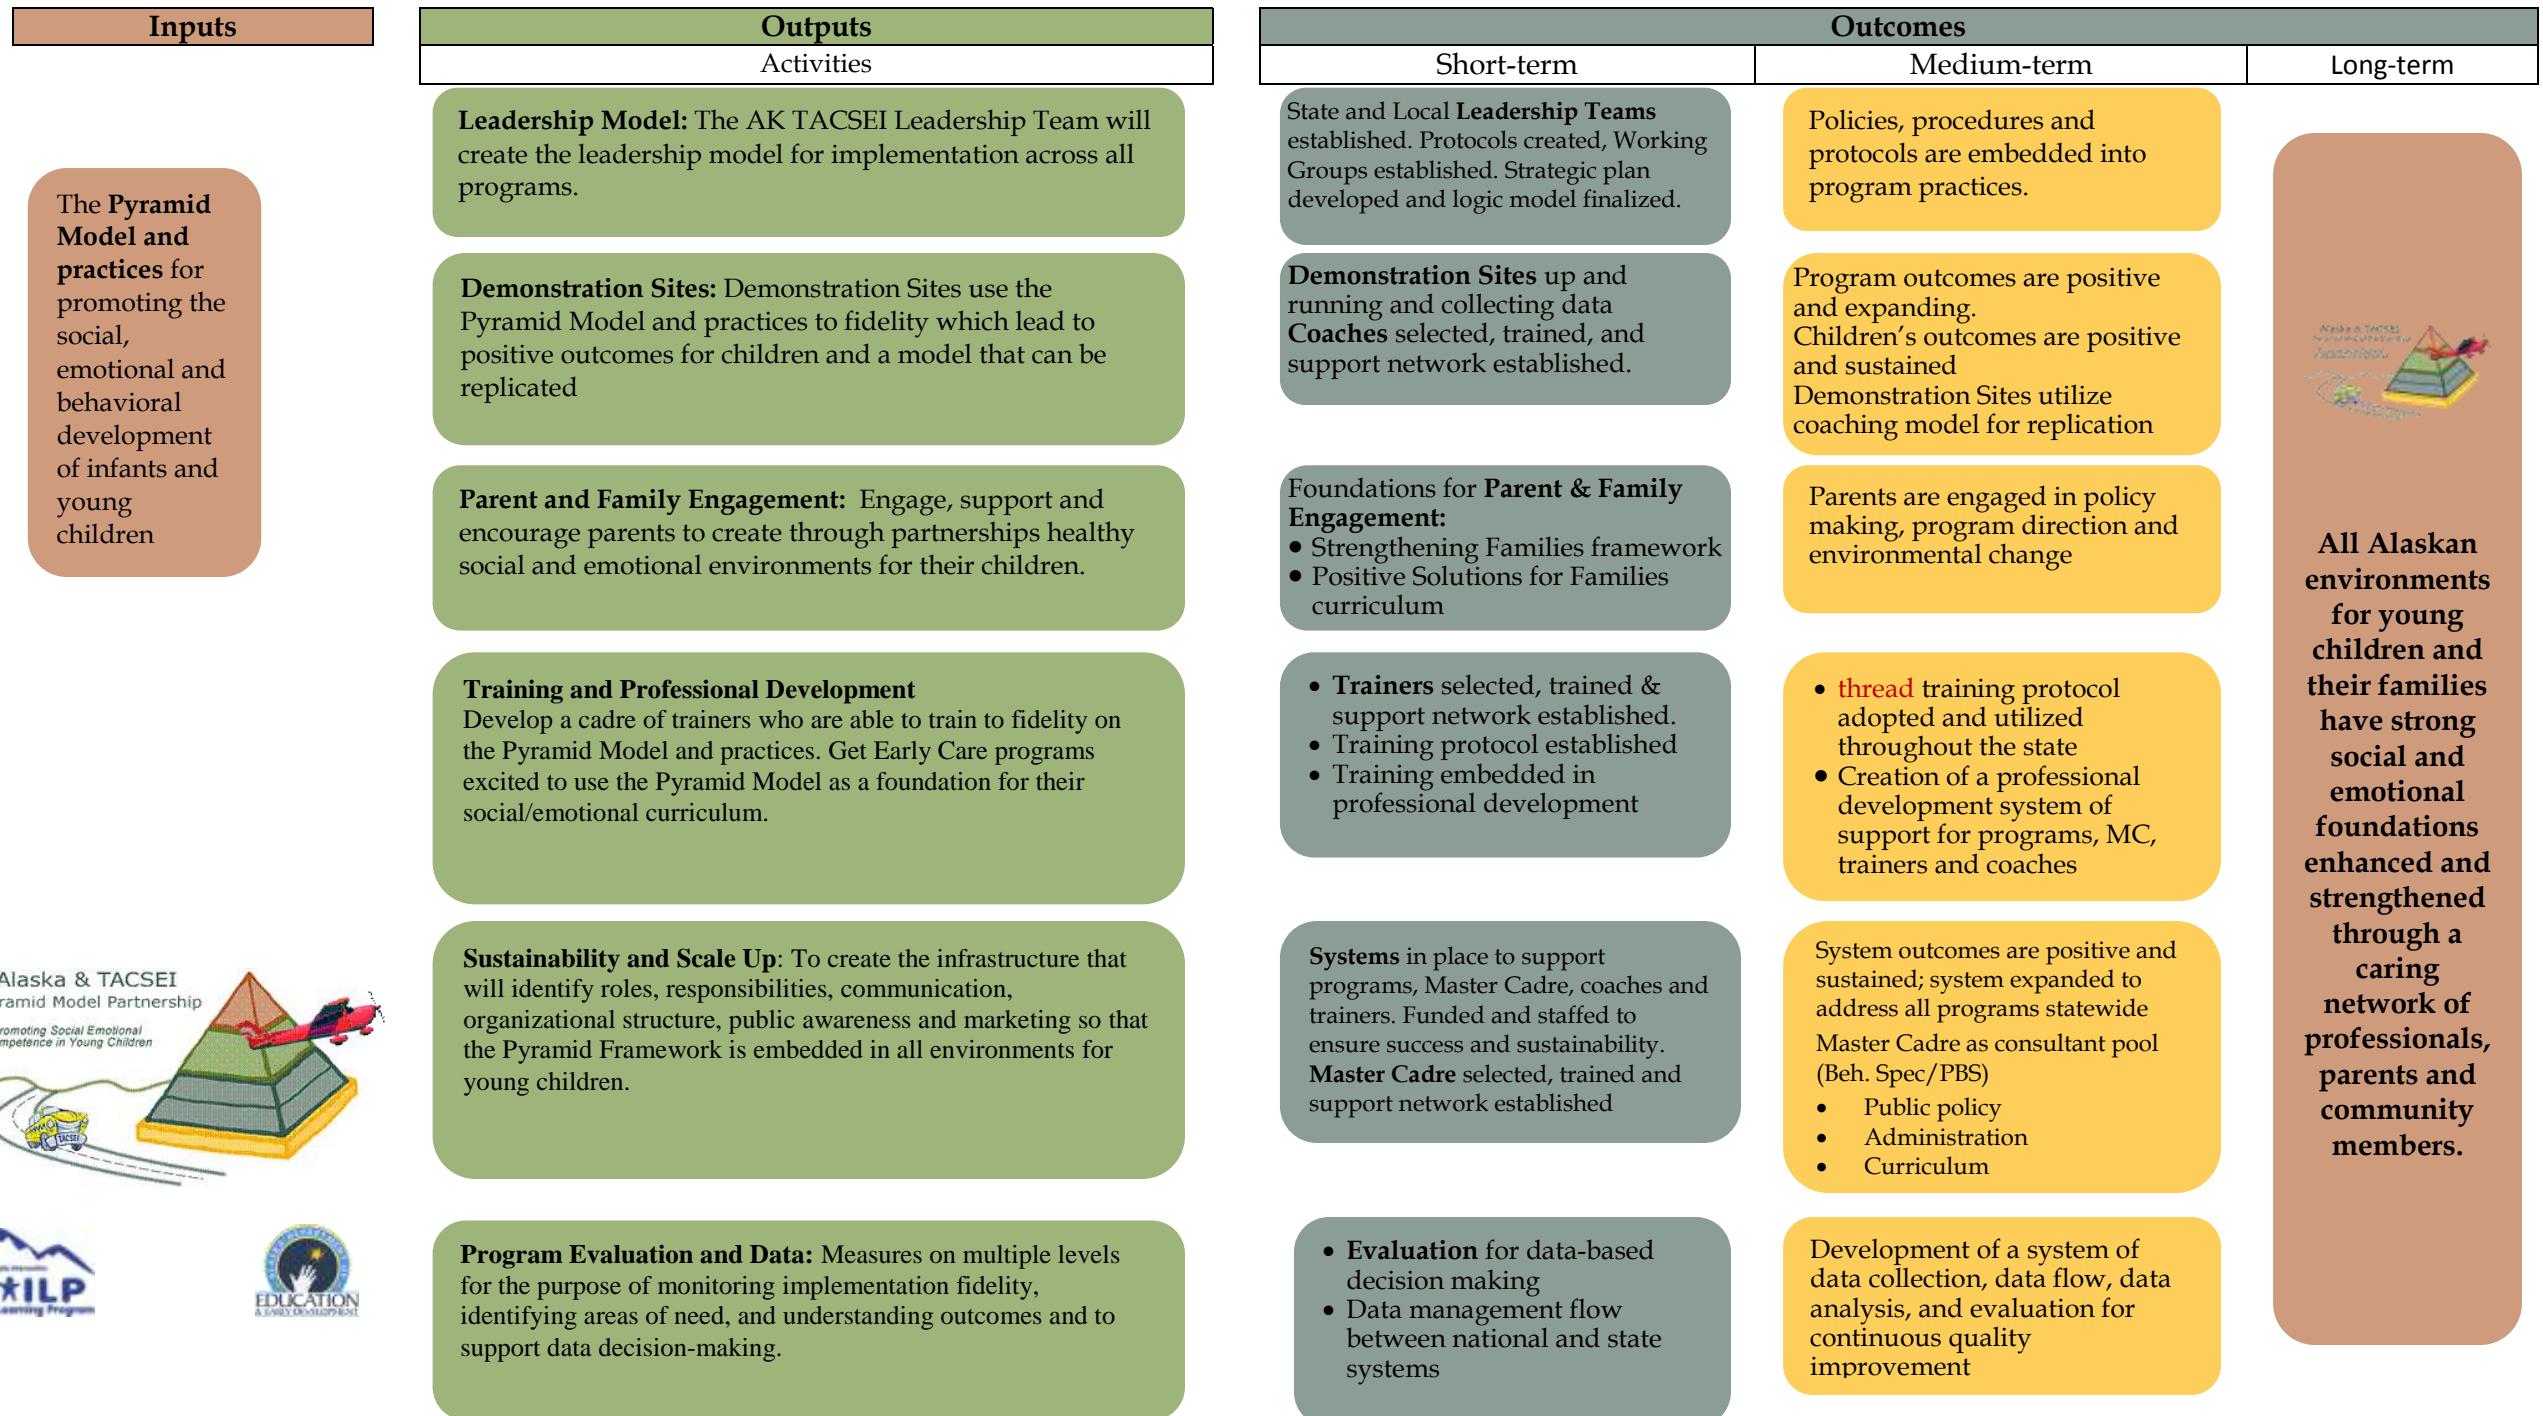 Inputs
Outputs
Activities
Outcomes
Short-term
Medium-term
Long-term
The Pyramid
Model and
practices for
promoting the
social,
emotional and
behavioral
development
of infants and
young
children
Alaska & TACSEI
ramid Model Partnership
romoting Social Emotional
mpetence in Young Children
TACSEI
ILP
Learning Program
EDUCATION
& EARLY DEVELOPMENT
Leadership Model: The AK TACSEI Leadership Team will
create the leadership model for implementation across all
programs.
State and Local Leadership Teams
established. Protocols created, Working
Groups established. Strategic plan
developed and logic model finalized.
Policies, procedures and
protocols are embedded into
program practices.
Demonstration Sites: Demonstration Sites use the
Pyramid Model and practices to fidelity which lead to
positive outcomes for children and a model that can be
replicated
Demonstration Sites up and
running and collecting data
Coaches selected, trained, and
support network established.
Program outcomes are positive
and expanding.
Children’s outcomes are positive
and sustained
Demonstration Sites utilize
coaching model for replication
Parent and Family Engagement: Engage, support and
encourage parents to create through partnerships healthy
social and emotional environments for their children.
Foundations for Parent & Family
Engagement:
• Strengthening Families framework
• Positive Solutions for Families
curriculum
Parents are engaged in policy
making, program direction and
environmental change
Training and Professional Development
Develop a cadre of trainers who are able to train to fidelity on
the Pyramid Model and practices. Get Early Care programs
excited to use the Pyramid Model as a foundation for their
social/emotional curriculum.
• Trainers selected, trained &
support network established.
• Training protocol established
• Training embedded in
professional development
• thread training protocol
adopted and utilized
throughout the state
• Creation of a professional
development system of
support for programs, MC,
trainers and coaches
Sustainability and Scale Up: To create the infrastructure that
will identify roles, responsibilities, communication,
organizational structure, public awareness and marketing so that
the Pyramid Framework is embedded in all environments for
young children.
Systems in place to support
programs, Master Cadre, coaches and
trainers. Funded and staffed to
ensure success and sustainability.
Master Cadre selected, trained and
support network established
System outcomes are positive and
sustained; system expanded to
address all programs statewide
Master Cadre as consultant pool
(Beh. Spec/PBS)
• Public policy
• Administration
• Curriculum
Program Evaluation and Data: Measures on multiple levels
for the purpose of monitoring implementation fidelity,
identifying areas of need, and understanding outcomes and to
support data decision-making.
• Evaluation for data-based
decision making
• Data management flow
between national and state
systems
Development of a system of
data collection, data flow, data
analysis, and evaluation for
continuous quality
improvement
Alaska & TACSEI
All Alaskan
environments
for young
children and
their families
have strong
social and
emotional
foundations
enhanced and
strengthened
through a
caring
network of
professionals,
parents and
community
members.